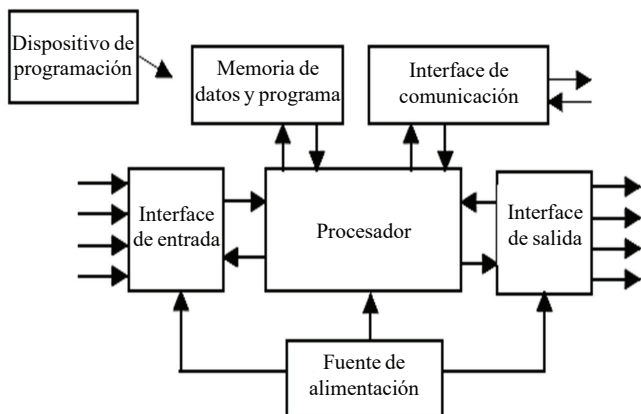 Dispositivo de
programación
Memoria de
datos y programa
Interface de
comunicación
Interface
de entrada
Procesador
Interface
de salida
Fuente de
alimentación